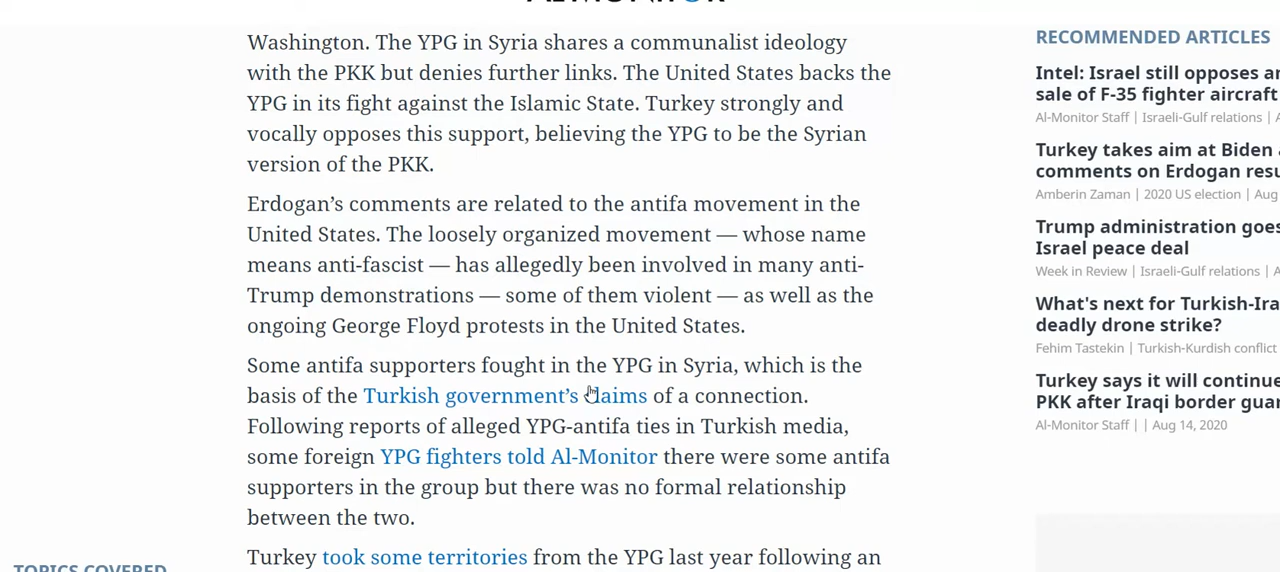 Washington. The YPG in Syria shares a communalist ideology
with the PKK but denies further links. The United States backs the
YPG in its fight against the Islamic State. Turkey strongly and
vocally opposes this support, believing the YPG to be the Syrian
version of the PKK.
Erdogan’s comments are related to the antifa movement in the
United States. The loosely organized movement — whose name
means anti-fascist — has allegedly been involved in many anti-
Trump demonstrations — some of them violent — as well as the
ongoing George Floyd protests in the United States.
Some antifa supporters fought in the YPG in Syria, which is the
basis of the Turkish government’s claims of a connection.
Following reports of alleged YPG-antifa ties in Turkish media,
some foreign YPG fighters told Al-Monitor there were some antifa
supporters in the group but there was no formal relationship
between the two.
Turkey took some territories from the YPG last year following an
TOPICS COVERED
RECOMMENDED ARTICLES
Intel: Israel still opposes
sale of F-35 fighter aircraft
Al-Monitor Staff | Israeli-Gulf relations |
Turkey takes aim at Biden
comments on Erdogan
Amberin Zaman | 2020 US election | Aug
Trump administration goes
Israel peace deal
Week in Review | Israeli-Gulf relations |
What's next for
deadly drone strike?
Fehim Tastekin | Turkish-Kurdish conflict
Turkey says it will continue
PKK after Iraqi border
Al-Monitor Staff | | Aug 14, 2020